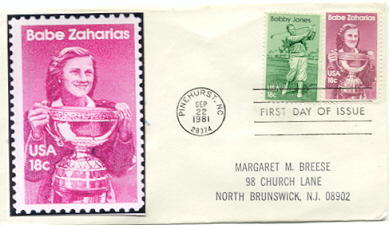 Babe Zaharias
USA
18c
Bobby Jones
USA 18c
Babe Zaharias
USA
18c
PINEHURST, NC
SEP
22
1981
28374
FIRST DAY OF ISSUE
MARGARET M. BREESE
98 CHURCH LANE
NORTH BRUNSWICK, N.J. 08902